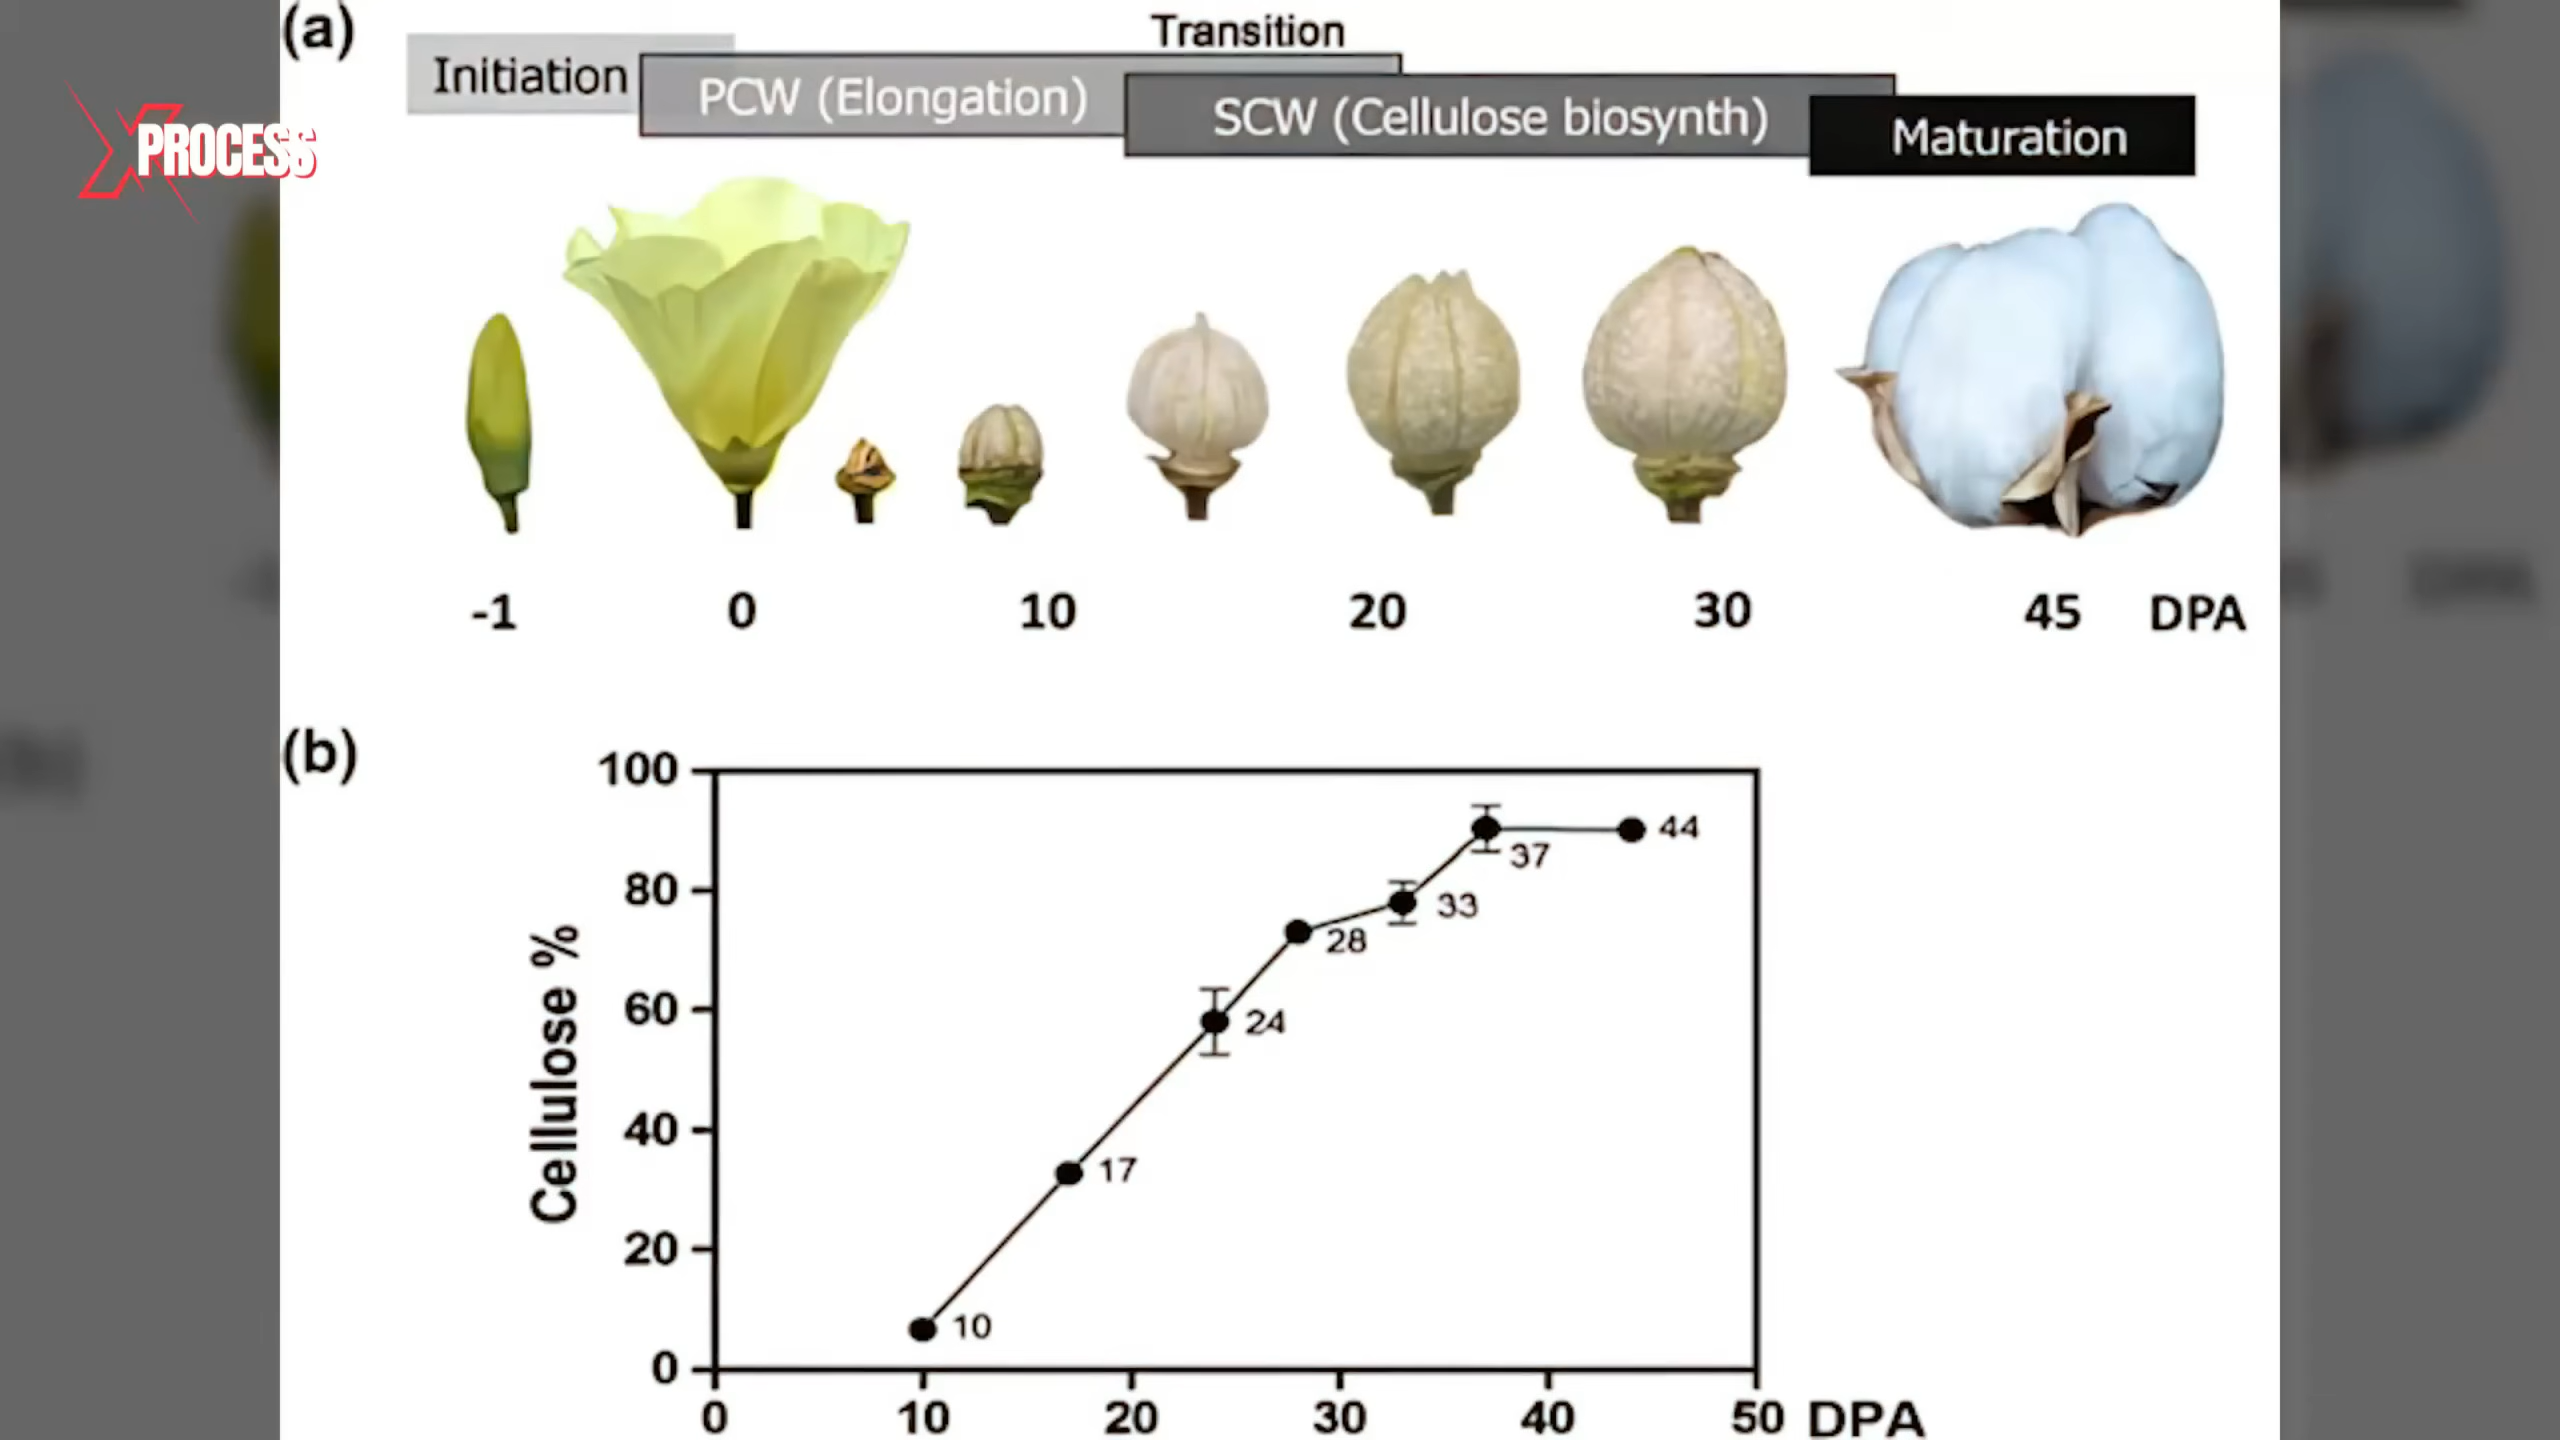 (a)
Transition
Initiation
PCW (Elongation)
SCW (Cellulose biosynth)
Maturation
XPROCESS
-1 0 10 20 30 45 DPA
(b)
100
80
60
40
20
0
Cellulose %
10
17
24
28
33
37
44
0 10 20 30 40 50 DPA